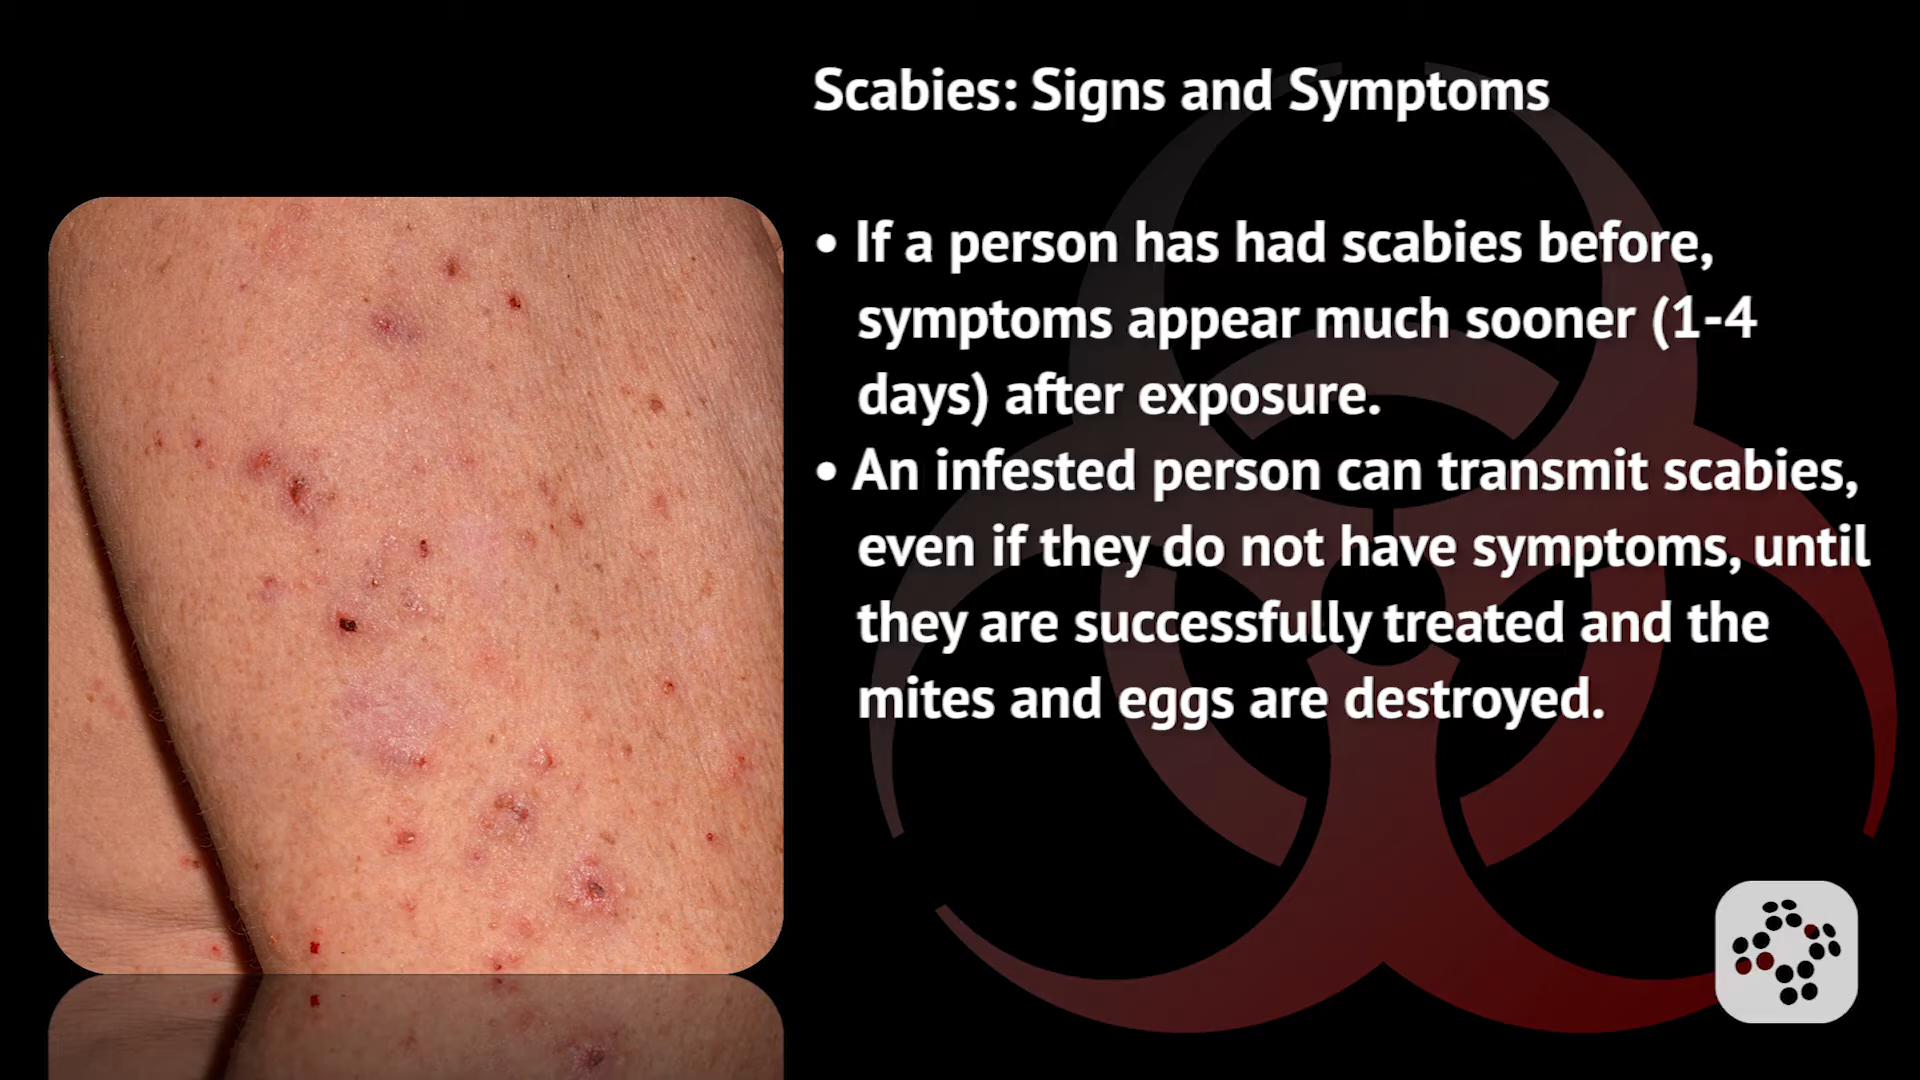 Scabies: Signs and Symptoms
• If a person has had scabies before,
symptoms appear much sooner (1-4
days) after exposure.
• An infested person can transmit scabies,
even if they do not have symptoms, until
they are successfully treated and the
mites and eggs are destroyed.